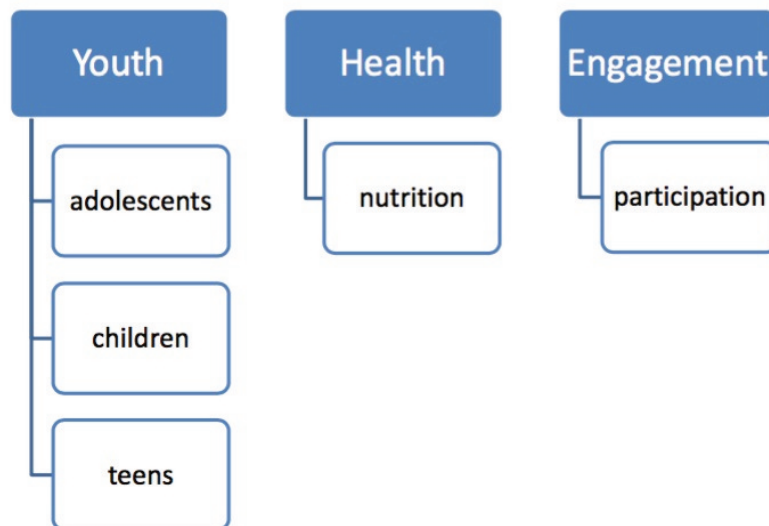 Youth
adolescents
children
teens
Health
nutrition
Engagement
participation